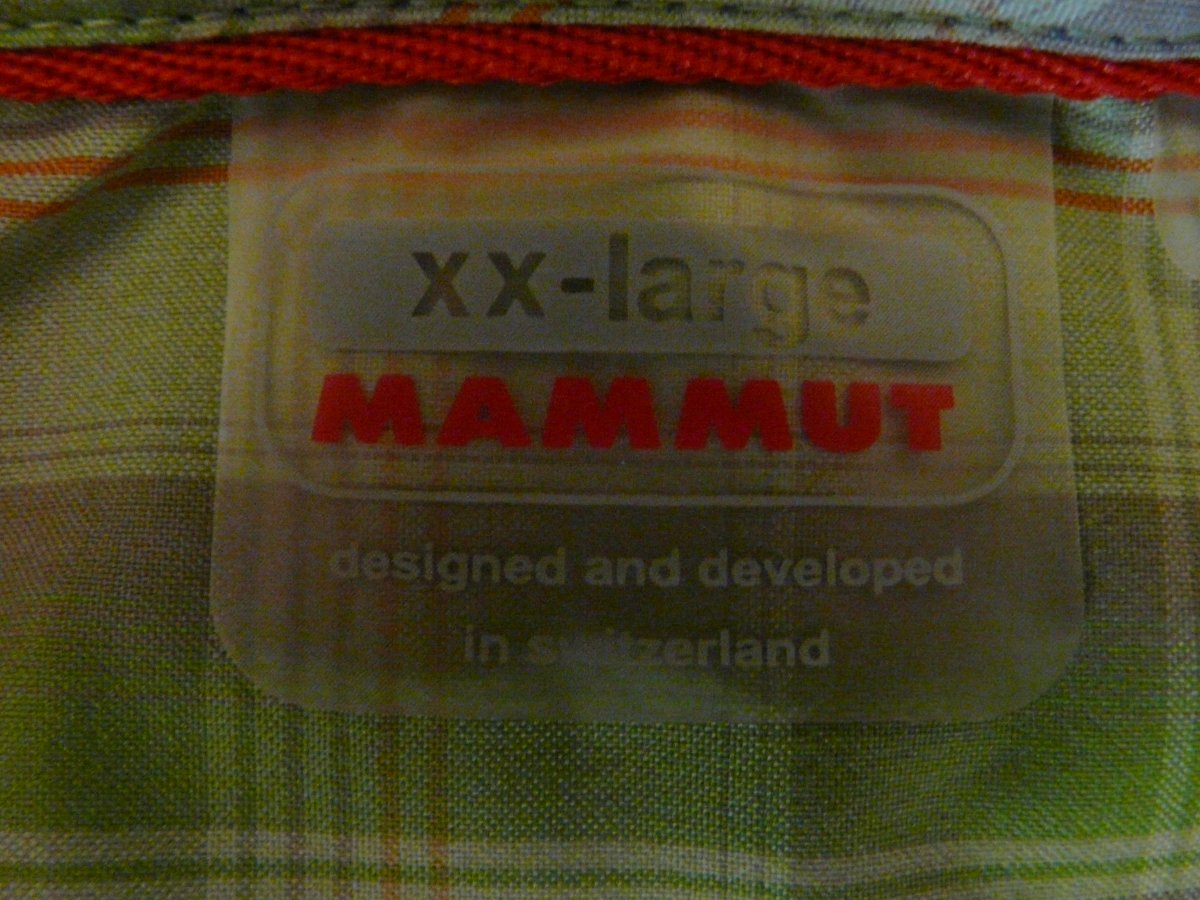 xx-large
MAMMUT
designed and developed
in switzerland